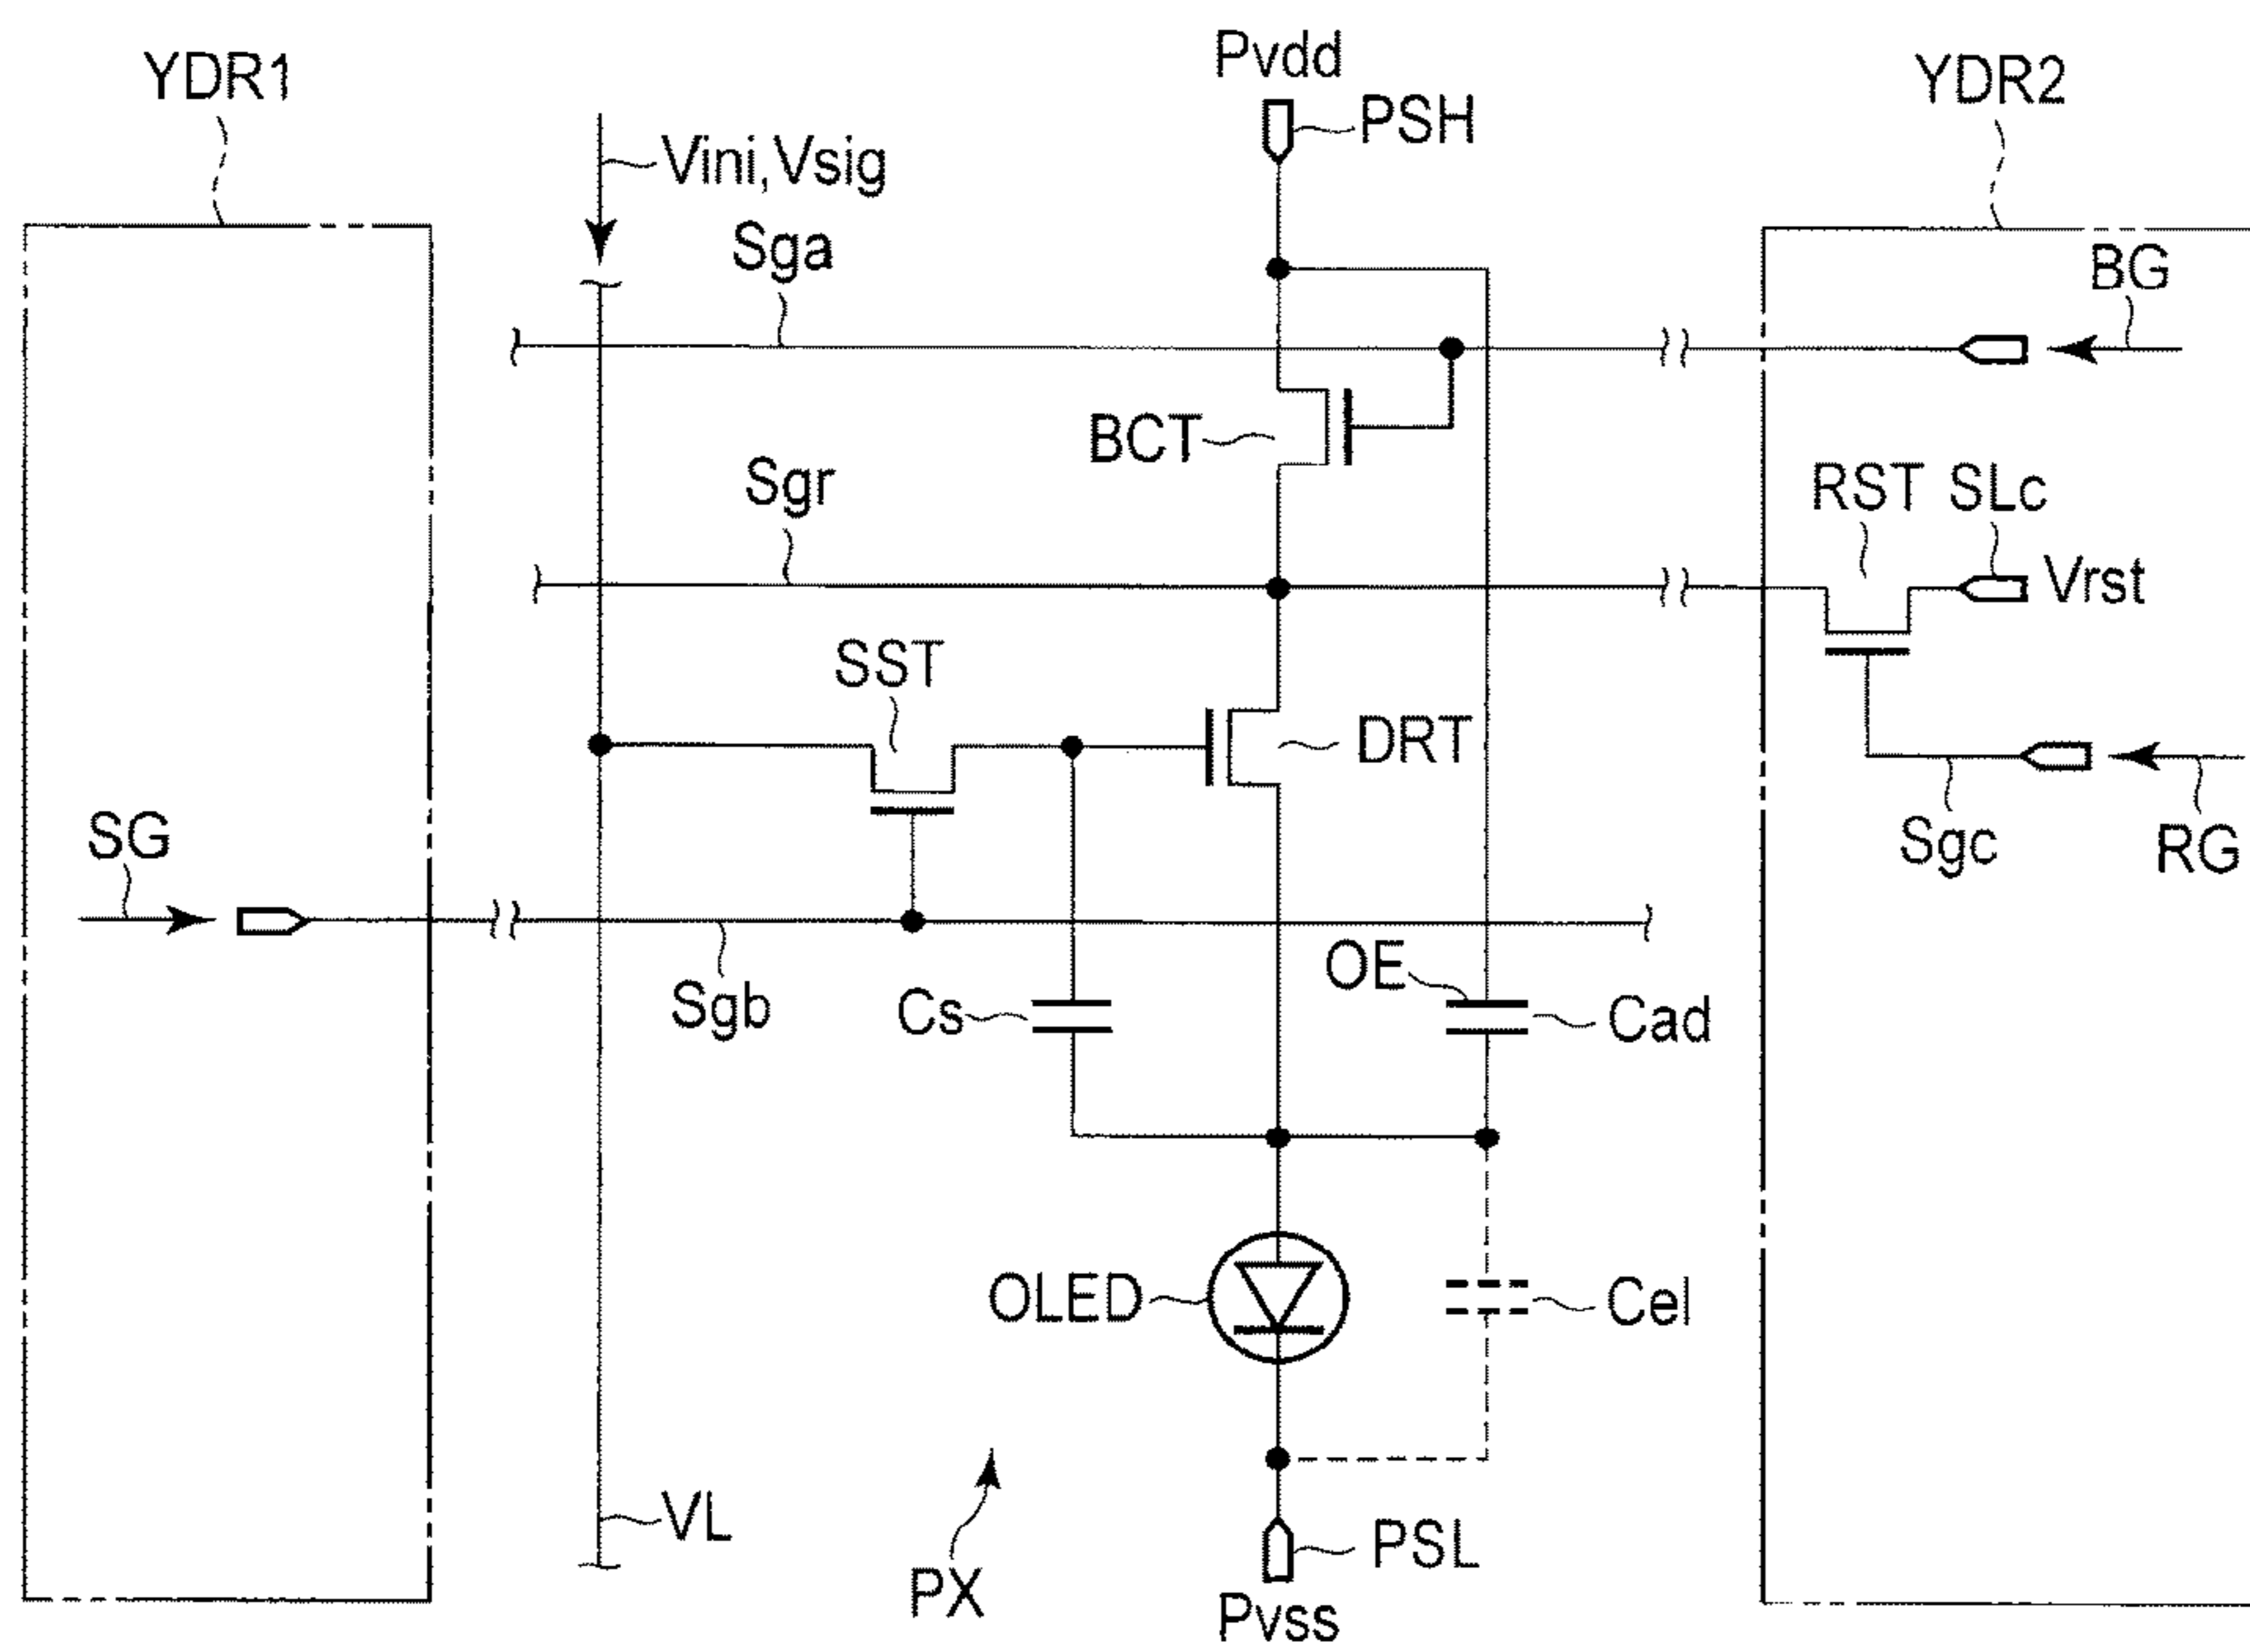 Pvdd
YDR1
YDR2
PSH
Vini,Vsig
Sga
BG
BCT
Sgr
RST SLc
Vrst
SST
DRT
SG
Sgc
RG
OE
Sgb
Cs
Cad
OLED
Cel
VL
PSL
PX
Pvss